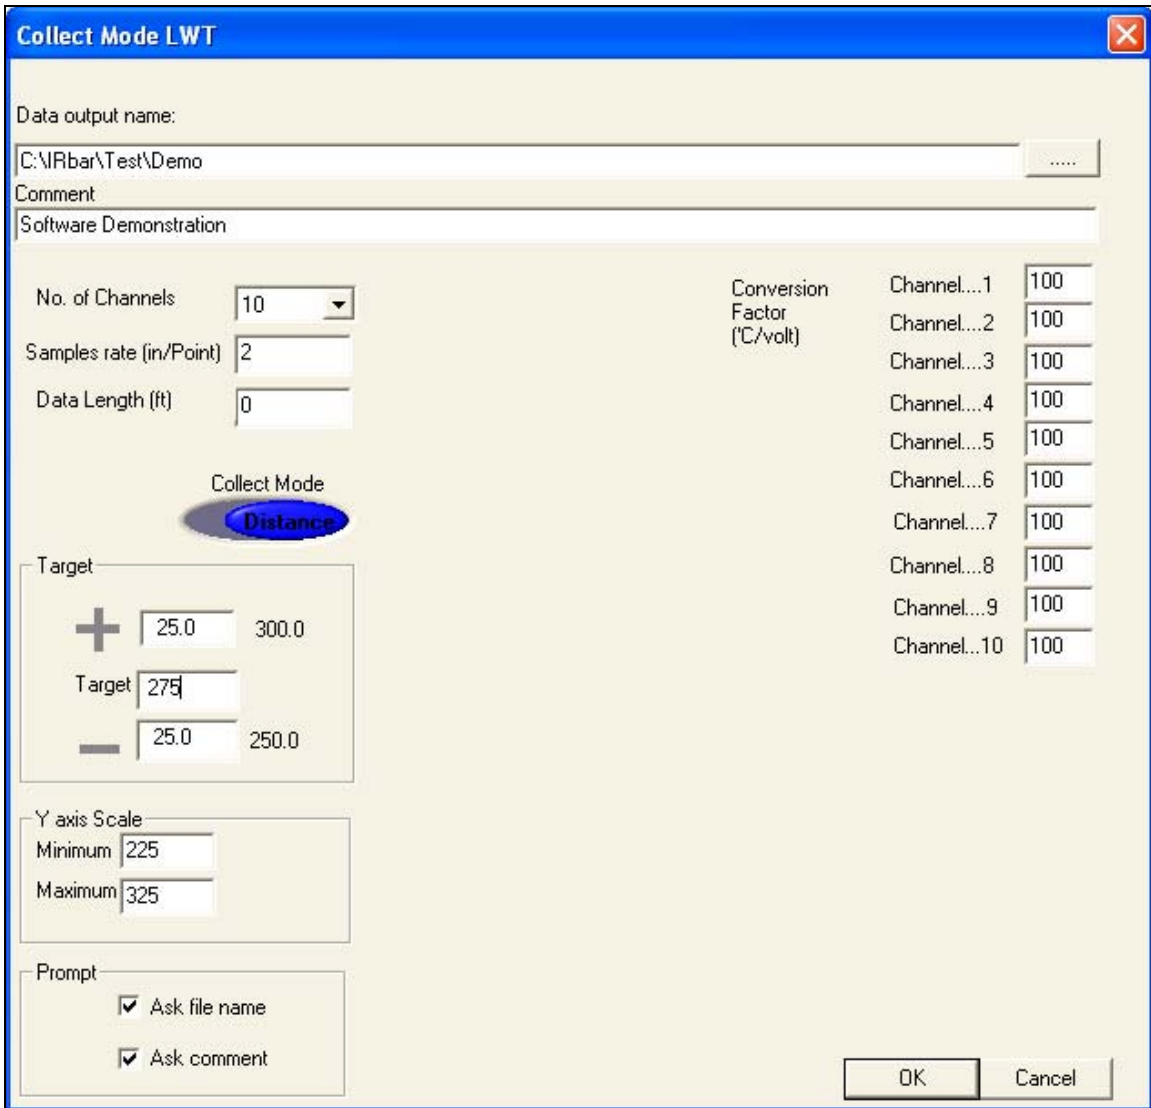 Collect Mode LWT
Data output name:
C:\IRbar\Test\Demo
.....
Comment
Software Demonstration
No. of Channels 10
Samples rate (in/Point) 2
Data Length (ft) 0
Collect Mode
Distance
Target
+ 25.0 300.0
Target 275
— 25.0 250.0
Y axis Scale
Minimum 225
Maximum 325
Prompt
Ask file name
Ask comment
Conversion
Factor
('C/volt)
Channel....1 100
Channel....2 100
Channel....3 100
Channel....4 100
Channel....5 100
Channel....6 100
Channel....7 100
Channel....8 100
Channel....9 100
Channel...10 100
OK Cancel